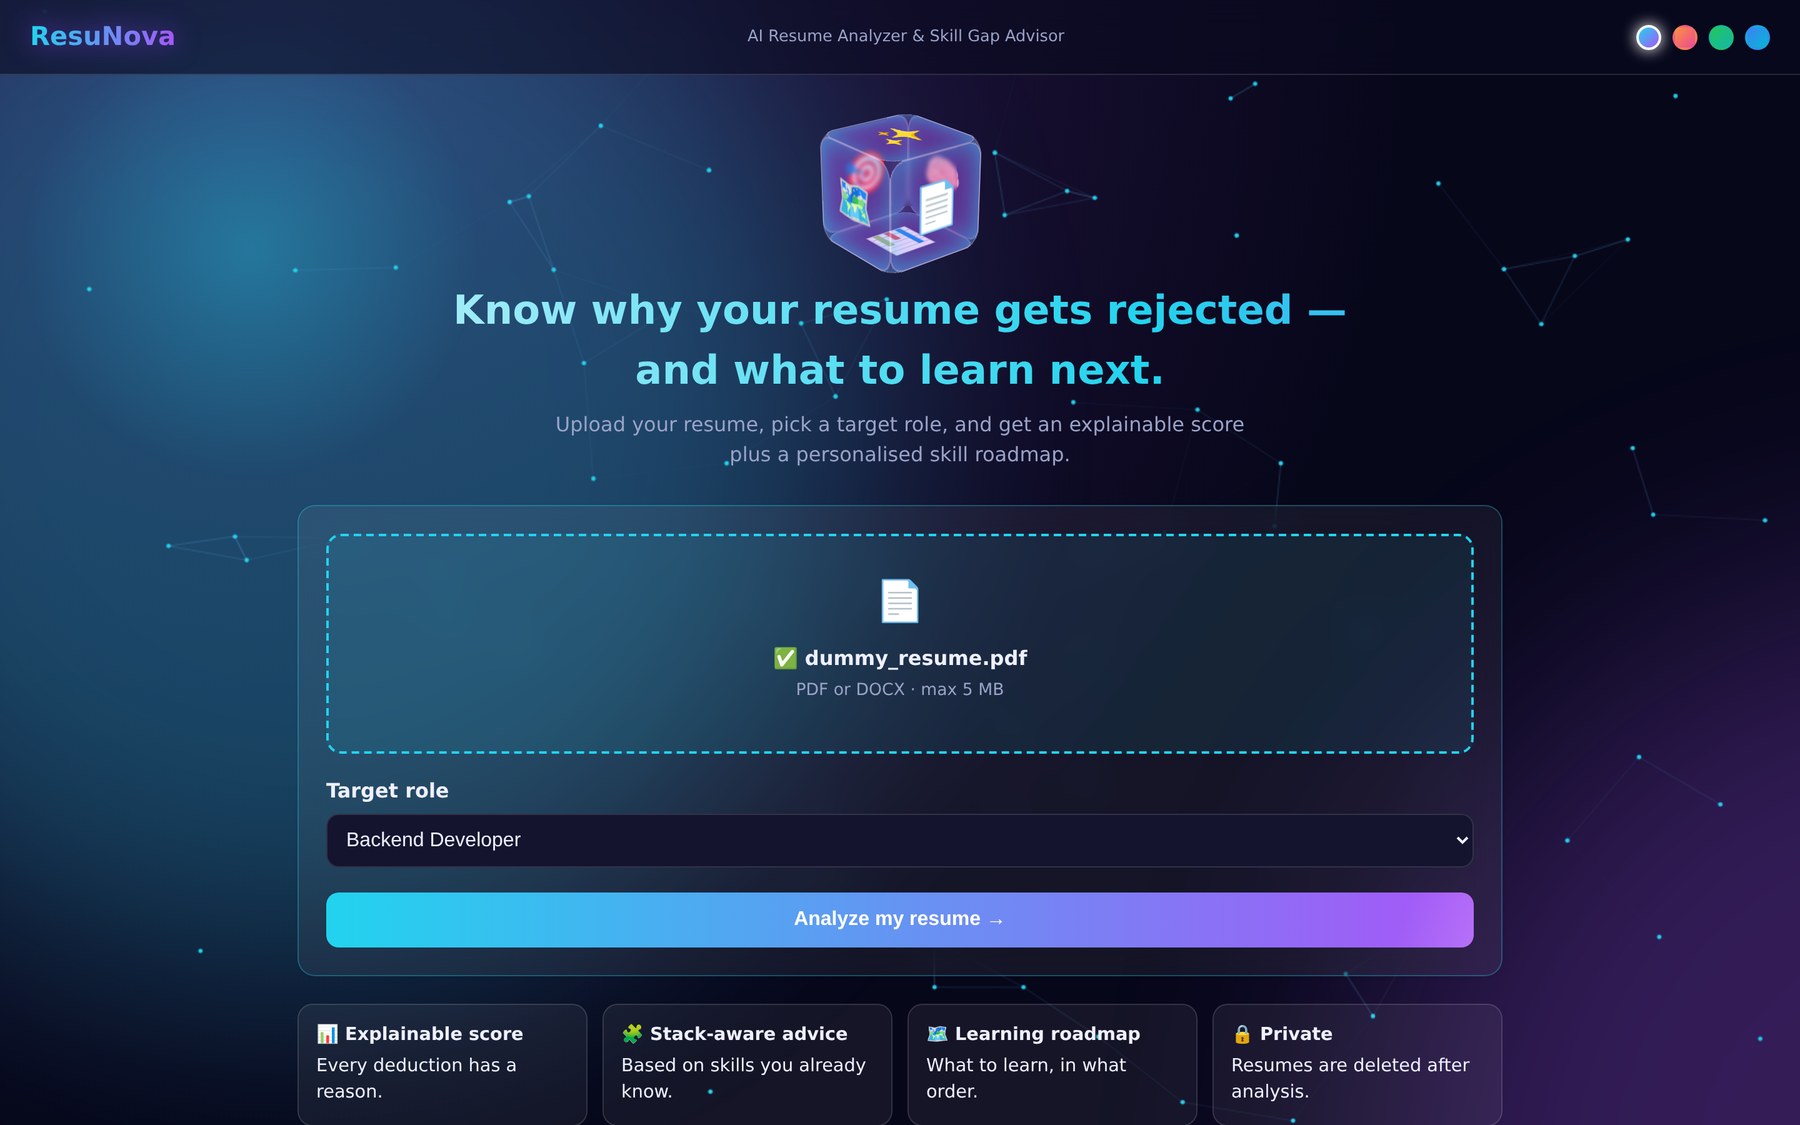 ResuNova
AI Resume Analyzer & Skill Gap Advisor
Know why your resume gets rejected —
and what to learn next.
Upload your resume, pick a target role, and get an explainable score
plus a personalised skill roadmap.
✅ dummy_resume.pdf
PDF or DOCX · max 5 MB
Target role
Backend Developer
Analyze my resume →
📊 Explainable score
Every deduction has a
reason.
🧩 Stack-aware advice
Based on skills you already
know.
🗺️ Learning roadmap
What to learn, in what
order.
🔒 Private
Resumes are deleted after
analysis.